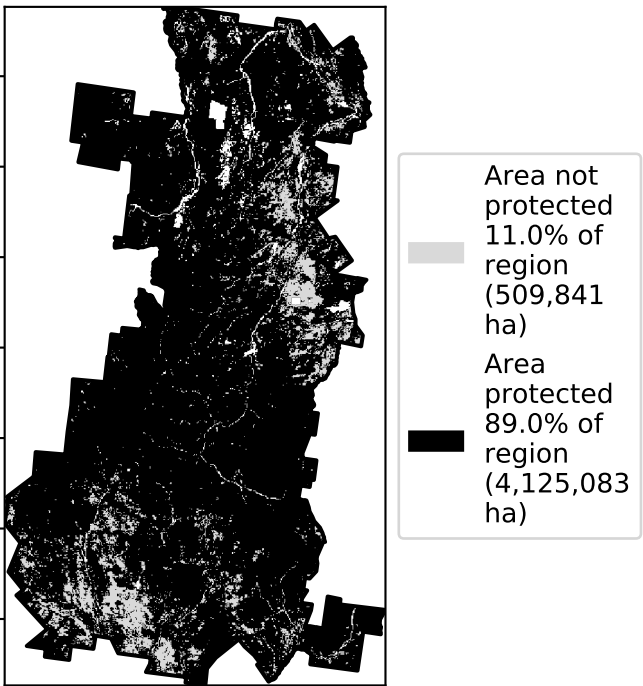 Area not
protected
11.0% of
region
(509,841
ha)
Area
protected
89.0% of
region
(4,125,083
ha)